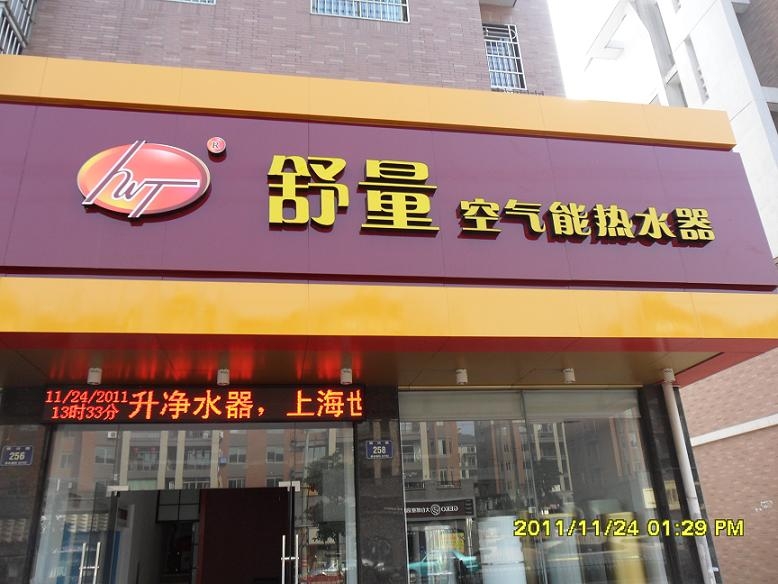 hwT ® 舒量 空气能热水器
11/24/2011
13时33分 升净水器，上海世
256
258
2011/11/24 01:29 PM